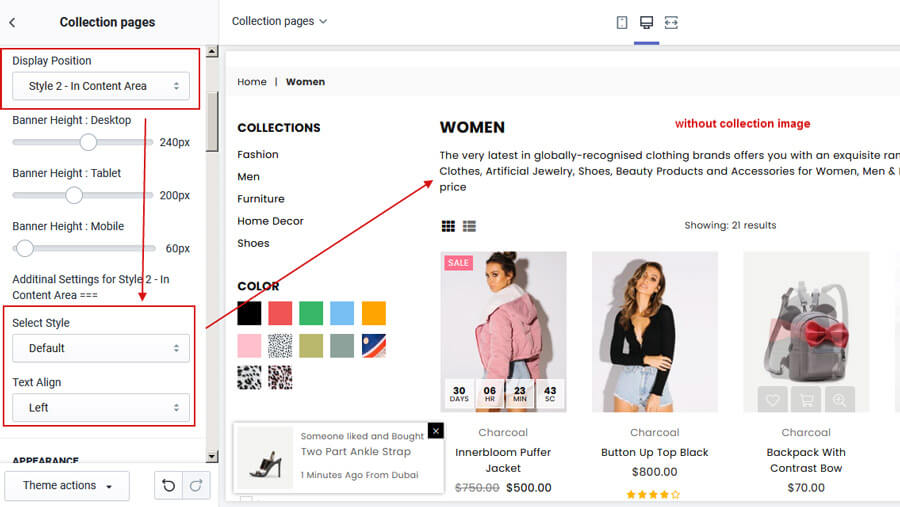 Collection pages
Display Position
Style 2 - In Content Area
Banner Height : Desktop
240px
Banner Height : Tablet
200px
Banner Height : Mobile
60px
Additinal Settings for Style 2 - In
Content Area ===
Select Style
Default
Text Align
Left
APPEARANCE
Theme actions
Collection pages
Home | Women
COLLECTIONS
Fashion
Men
Furniture
Home Decor
Shoes
COLOR
WOMEN
without collection image
The very latest in globally-recognised clothing brands offers you with an exquisite
Clothes, Artificial Jewelry, Shoes, Beauty Products and Accessories for Women, Men &
price
Showing: 21 results
SALE
30 06 23 43
DAYS HR MIN SC
Charcoal
Innerbloom Puffer
Jacket
$750.00 $500.00
Charcoal
Button Up Top Black
$800.00
Charcoal
Backpack With
Contrast Bow
$70.00
Someone liked and Bought
Two Part Ankle Strap
1 Minutes Ago From Dubai